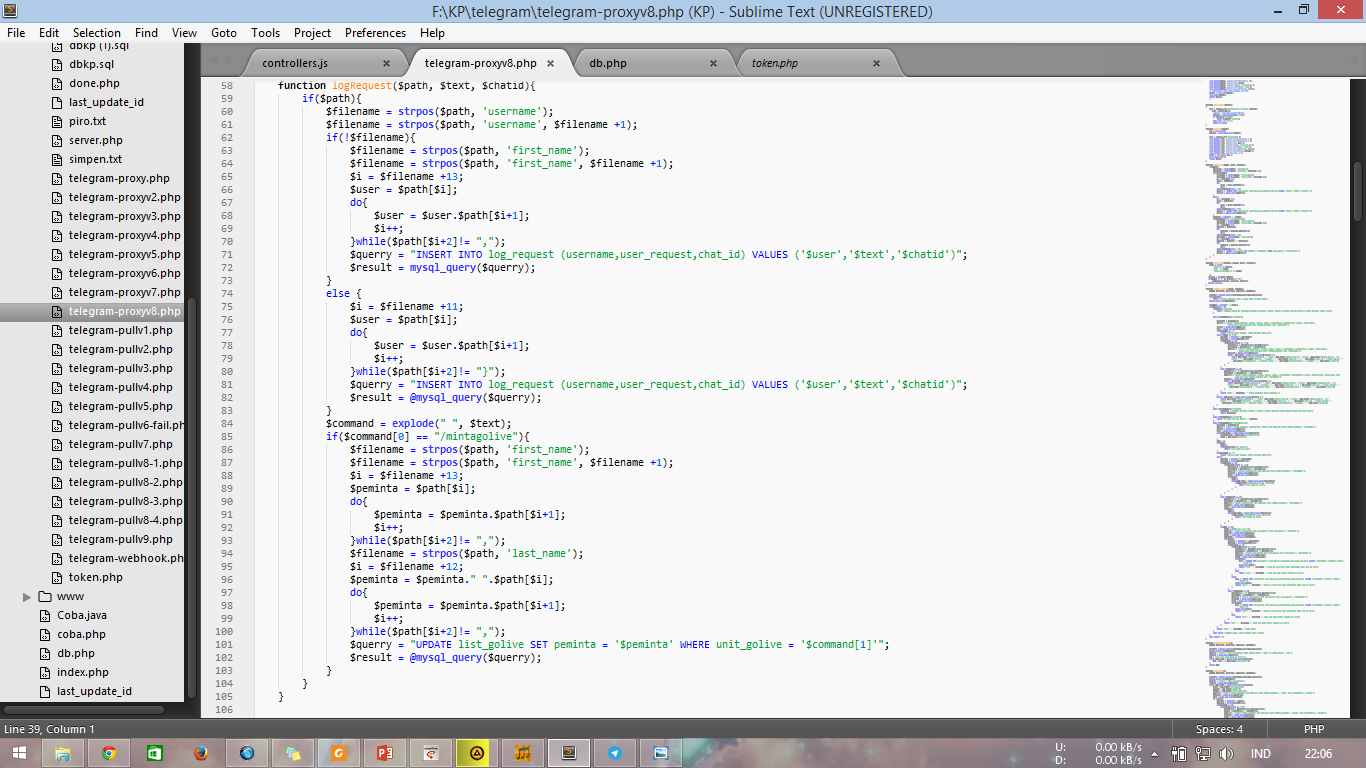 F:\KP\telegram\telegram-proxyv8.php (KP) - Sublime Text (UNREGISTERED)
File Edit Selection Find View Goto Tools Project Preferences Help
dbkp (1).sql
dbkp.sql
done.php
last_update_id
piro.txt
server.php
simpen.txt
telegram-proxy.php
telegram-proxyv2.php
telegram-proxyv3.php
telegram-proxyv4.php
telegram-proxyv5.php
telegram-proxyv6.php
telegram-proxyv7.php
telegram-proxyv8.php
telegram-pullv1.php
telegram-pullv2.php
telegram-pullv3.php
telegram-pullv4.php
telegram-pullv5.php
telegram-pullv6-fail.ph
telegram-pullv7.php
telegram-pullv8-1.php
telegram-pullv8-2.php
telegram-pullv8-3.php
telegram-pullv8-4.php
telegram-pullv9.php
telegram-webhook.ph
token.php
www
Coba.java
coba.php
db.php
index.php
last_update_id
controllers.js × telegram-proxyv8.php × db.php × token.php ×
58 function logRequest($path, $text, $chatid){
59 if($path){
60 $filename = strpos($path, 'username');
61 $filename = strpos($path, 'username', $filename +1);
62 if(!$filename){
63 $filename = strpos($path, 'first_name');
64 $filename = strpos($path, 'first_name', $filename +1);
65 $i = $filename +13;
66 $user = $path[$i];
67 do{
68 $user = $user.$path[$i+1];
69 $i++;
70 }while($path[$i+2]!= ",");
71 $querry = "INSERT INTO log_request (username,user_request,chat_id) VALUES ('$user','$text','$chatid')";
72 $result = mysql_query($querry);
73 }
74 else {
75 $i = $filename +11;
76 $user = $path[$i];
77 do{
78 $user = $user.$path[$i+1];
79 $i++;
80 }while($path[$i+2]!= "}");
81 $querry = "INSERT INTO log_request (username,user_request,chat_id) VALUES ('$user','$text','$chatid')";
82 $result = @mysql_query($querry);
83 }
84 $command = explode(" ", $text);
85 if($command[0] == "/mintagolive"){
86 $filename = strpos($path, 'first_name');
87 $filename = strpos($path, 'first_name', $filename +1);
88 $i = $filename +13;
89 $peminta = $path[$i];
90 do{
91 $peminta = $peminta.$path[$i+1];
92 $i++;
93 }while($path[$i+2]!= ",");
94 $filename = strpos($path, 'last_name');
95 $i = $filename +12;
96 $peminta = $peminta." ".$path[$i];
97 do{
98 $peminta = $peminta.$path[$i+1];
99 $i++;
100 }while($path[$i+2]!= ",");
101 $querry = "UPDATE list_golive SET peminta = '$peminta' WHERE unit_golive = '$command[1]'";
102 $result = @mysql_query($querry);
103 }
104 }
105 }
106
Line 39, Column 1 Spaces: 4 PHP
U: 0.00 kB/s
D: 0.00 kB/s
IND 22:06